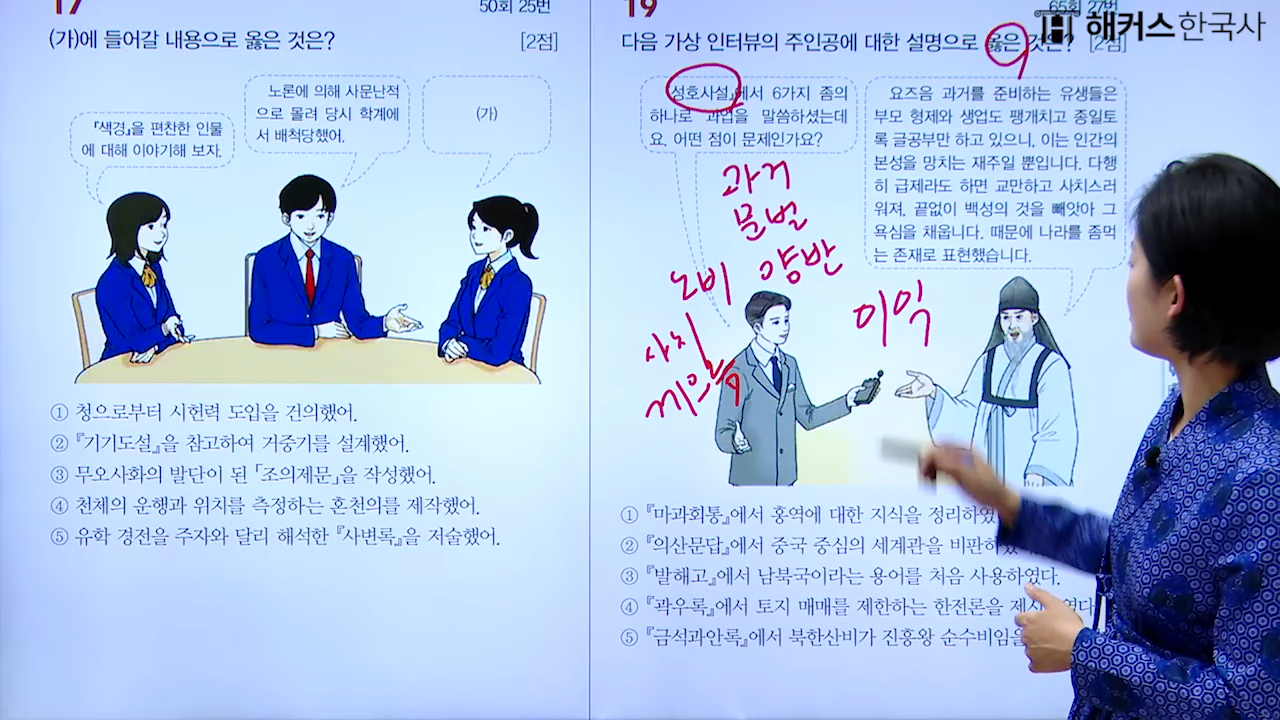 17
50회 25번
(가)에 들어갈 내용으로 옳은 것은?
[2점]
『색경』을 편찬한 인물
에 대해 이야기해 보자.
노론에 의해 사문난적
으로 몰려 당시 학계에
서 배척당했어.
(가)
① 청으로부터 시헌력 도입을 건의했어.
② 『기기도설』을 참고하여 거중기를 설계했어.
③ 무오사화의 발단이 된 「조의제문」을 작성했어.
④ 천체의 운행과 위치를 측정하는 혼천의를 제작했어.
⑤ 유학 경전을 주자와 달리 해석한 『사변록』을 저술했어.
19
65회 27번
해커스한국사
다음 가상 인터뷰의 주인공에 대한 설명으로 옳은 것은?
[2점]
성호사설』에서 6가지 좀의
하나로 과업을 말씀하셨는데
요. 어떤 점이 문제인가요?
요즈음 과거를 준비하는 유생들은
부모 형제와 생업도 팽개치고 종일토
록 글공부만 하고 있으니, 이는 인간의
본성을 망치는 재주일 뿐입니다. 다행
히 급제라도 하면 교만하고 사치스러
워져, 끝없이 백성의 것을 빼앗아 그
욕심을 채웁니다. 때문에 나라를 좀먹
는 존재로 표현했습니다.
과거
문벌
노비 양반
사치
게으름
이익
① 『마과회통』에서 홍역에 대한 지식을 정리하였
② 『의산문답』에서 중국 중심의 세계관을 비판하였
③ 『발해고』에서 남북국이라는 용어를 처음 사용하였다.
④ 『곽우록』에서 토지 매매를 제한하는 한전론을 제시 였다
⑤ 『금석과안록』에서 북한산비가 진흥왕 순수비임을